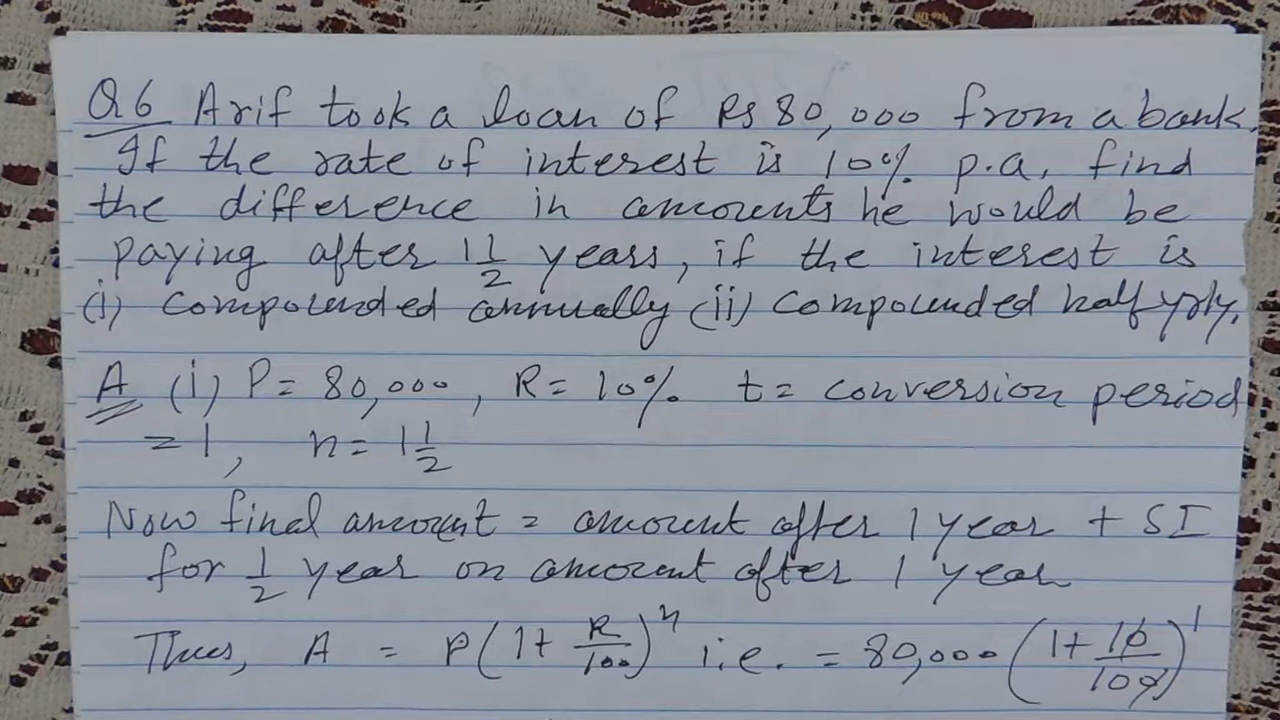 Q6 Arif took a loan of Rs 80,000 from a bank.
If the rate of interest is 10% p.a, find
the difference in amounts he would be
paying after 1 1/2 years, if the interest is
(i) compounded annually (ii) compounded half yrly.
A (i) P = 80,000, R = 10% t = conversion period
= 1, n = 1 1/2
Now final amount = amount after 1 year + SI
for 1/2 year on amount after 1 year
Thus, A = P(1 + R/100)^n i.e. = 80,000 (1 + 10/100)^1